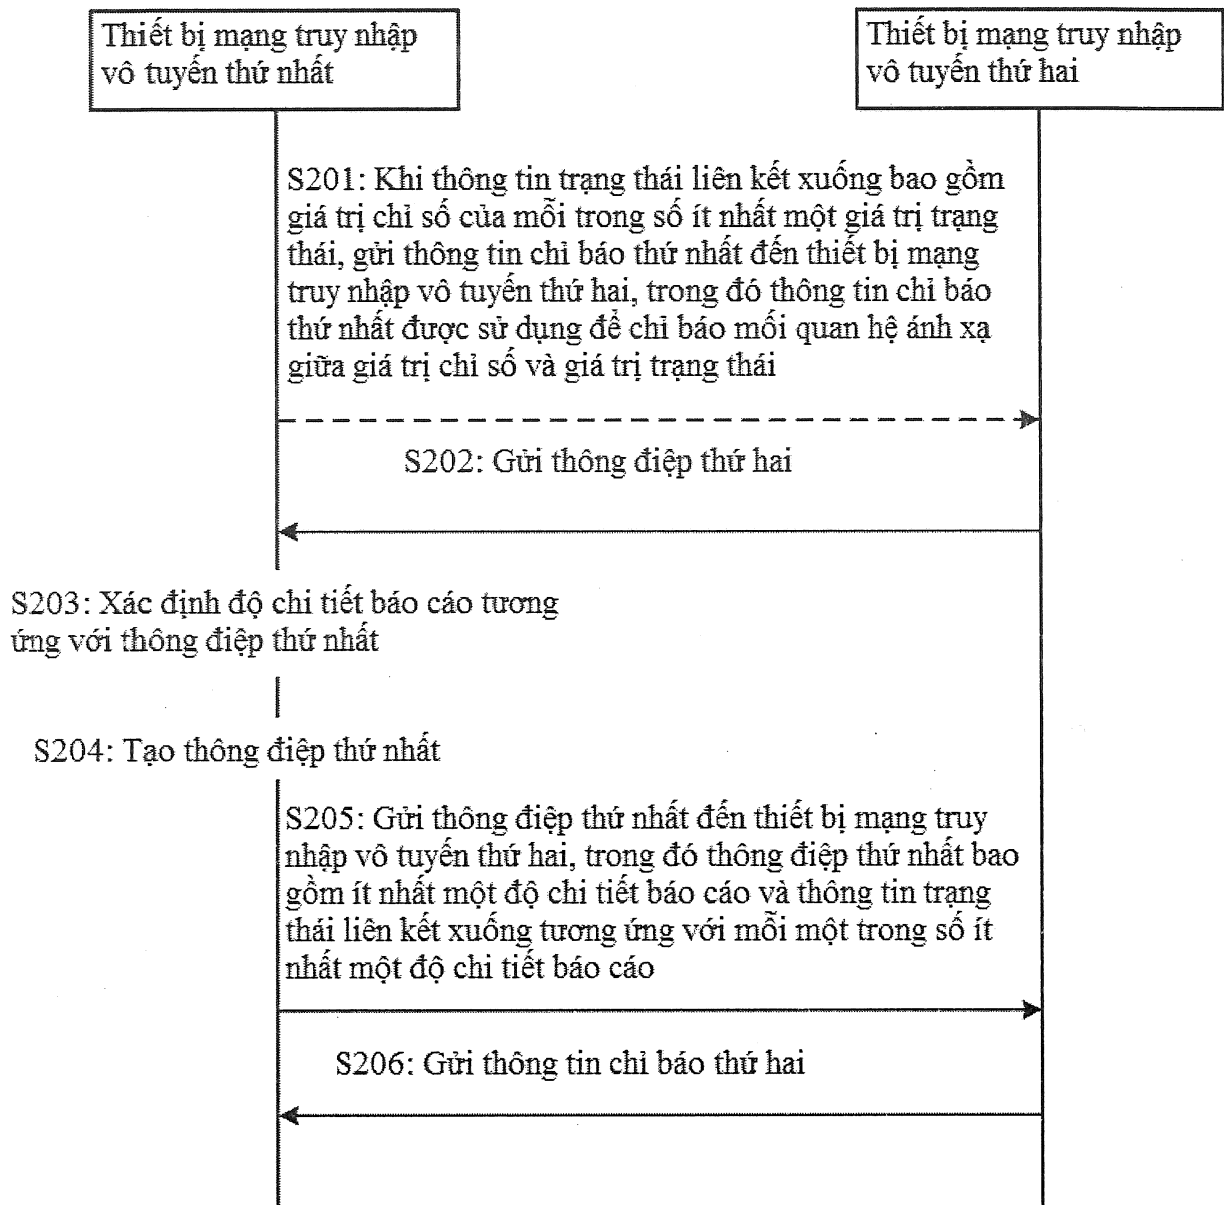 Thiết bị mạng truy nhập
vô tuyến thứ nhất
Thiết bị mạng truy nhập
vô tuyến thứ hai
S201: Khi thông tin trạng thái liên kết xuống bao gồm
giá trị chỉ số của mỗi trong số ít nhất một giá trị trạng
thái, gửi thông tin chỉ báo thứ nhất đến thiết bị mạng
truy nhập vô tuyến thứ hai, trong đó thông tin chỉ báo
thứ nhất được sử dụng để chỉ báo mối quan hệ ánh xạ
giữa giá trị chỉ số và giá trị trạng thái
S202: Gửi thông điệp thứ hai
S203: Xác định độ chi tiết báo cáo tương
ứng với thông điệp thứ nhất
S204: Tạo thông điệp thứ nhất
S205: Gửi thông điệp thứ nhất đến thiết bị mạng truy
nhập vô tuyến thứ hai, trong đó thông điệp thứ nhất bao
gồm ít nhất một độ chi tiết báo cáo và thông tin trạng
thái liên kết xuống tương ứng với mỗi một trong số ít
nhất một độ chi tiết báo cáo
S206: Gửi thông tin chỉ báo thứ hai